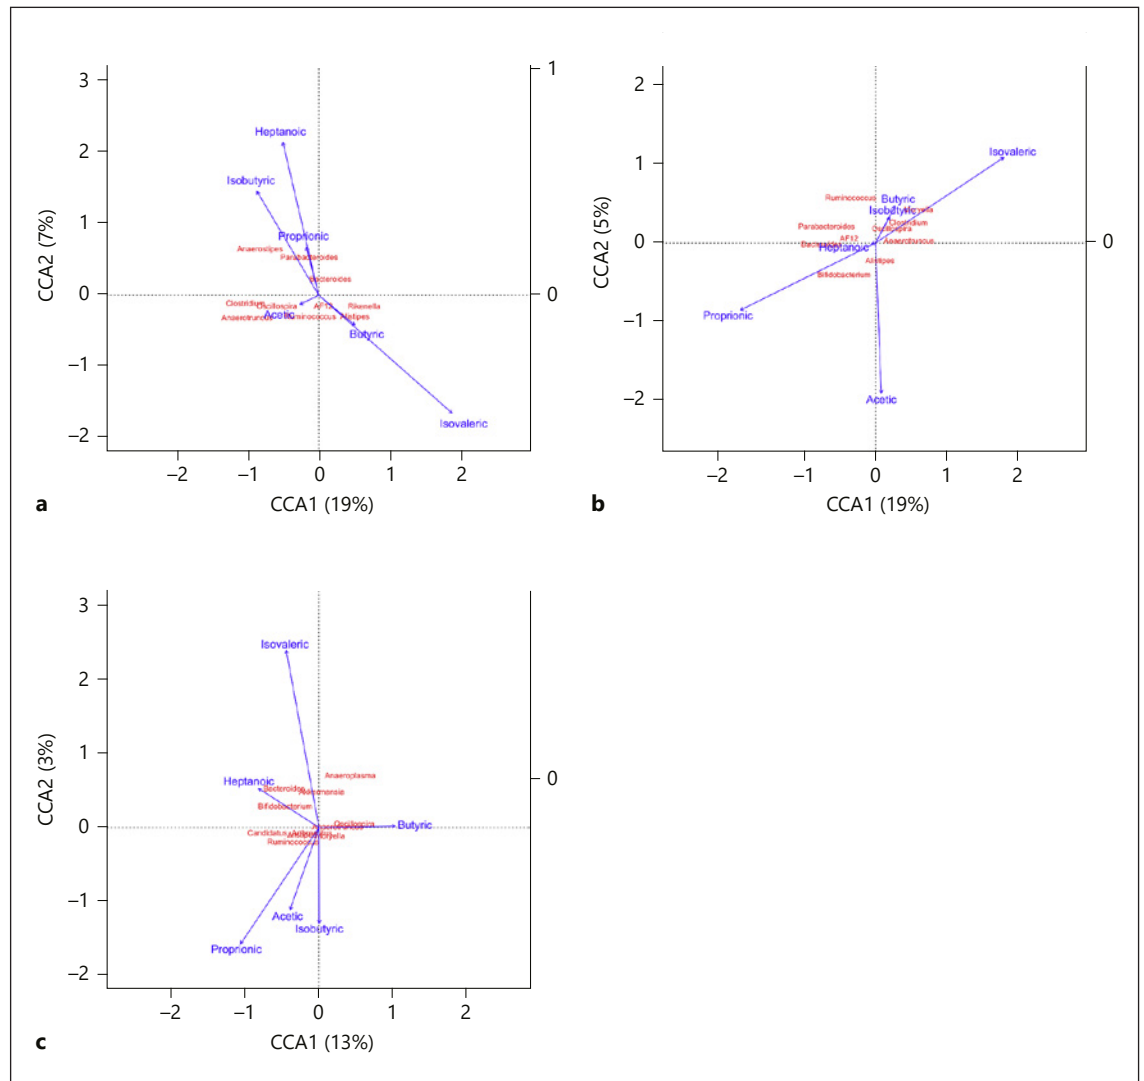 3
2
1
0
−1
−2
CCA2 (7%)
1
0
Heptanoic
Isobutyric
Proprionic
Anaerostipes
Parabacteroides
Bacteroides
Clostridium
Oscillospira
AF12
Rikenella
Acetic
Anaerotruncus
Ruminococcus
Alistipes
Butyric
Isovaleric
−2
−1
0
1
2
CCA1 (19%)
a
2
1
0
−1
−2
CCA2 (5%)
0
Isovaleric
Ruminococcus
Butyric
Isobutyric
Clostridium
Parabacteroides
Oscillospira
AF12
Anaerotruncus
Heptanoic
Alistipes
Bifidobacterium
Proprionic
Acetic
−2
−1
0
1
2
CCA1 (19%)
b
3
2
1
0
−1
−2
CCA2 (3%)
0
Isovaleric
Anaeroplasma
Heptanoic
Bacteroides
Bifidobacterium
Oscillospira
Butyric
Candidatus
Ruminococcus
Acetic
Isobutyric
Proprionic
−2
−1
0
1
2
CCA1 (13%)
c